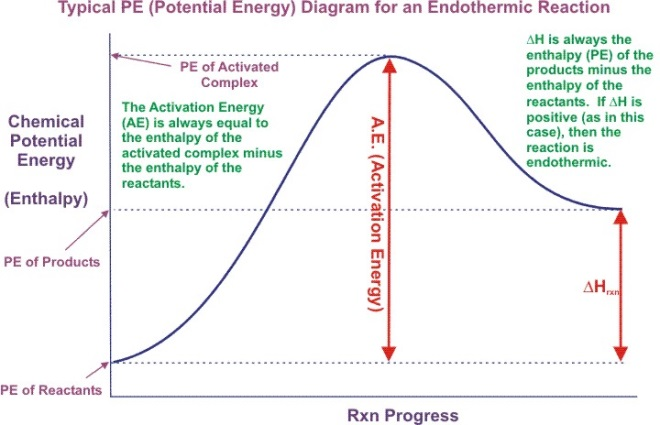 Typical PE (Potential Energy) Diagram for an Endothermic Reaction
PE of Activated
Complex
ΔH is always the
enthalpy (PE) of the
products minus the
enthalpy of the
reactants. If ΔH is
positive (as in this
case), then the
reaction is
endothermic.
The Activation Energy
(AE) is always equal to
the enthalpy of the
activated complex minus
the enthalpy of the
reactants.
Chemical
Potential
Energy
(Enthalpy)
A.E. (Activation Energy)
PE of Products
ΔHrxn
PE of Reactants
Rxn Progress